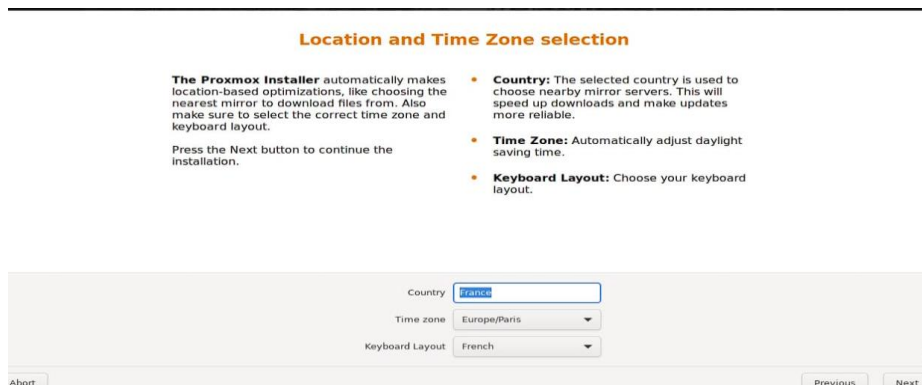 Location and Time Zone selection
The Proxmox Installer automatically makes
location-based optimizations, like choosing the
nearest mirror to download files from. Also
make sure to select the correct time zone and
keyboard layout.
Press the Next button to continue the
installation.
• Country: The selected country is used to
choose nearby mirror servers. This will
speed up downloads and make updates
more reliable.
• Time Zone: Automatically adjust daylight
saving time.
• Keyboard Layout: Choose your keyboard
layout.
Country France
Time zone Europe/Paris
Keyboard Layout French
Abort Previous Next